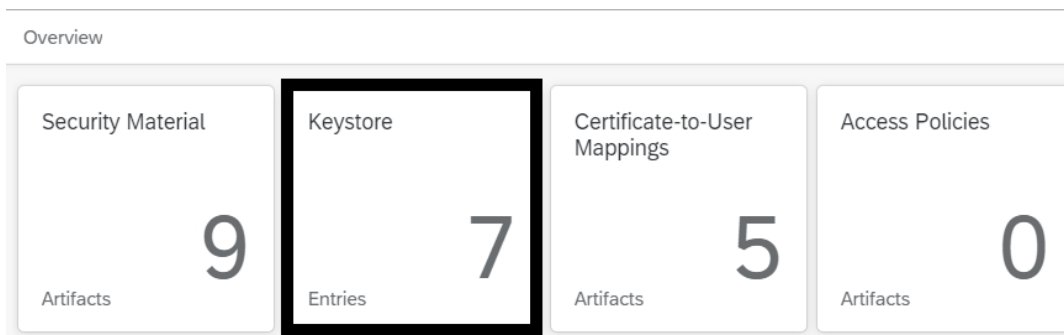 Overview
Security Material
9
Artifacts
Keystore
7
Entries
Certificate-to-User
Mappings
5
Artifacts
Access Policies
0
Artifacts